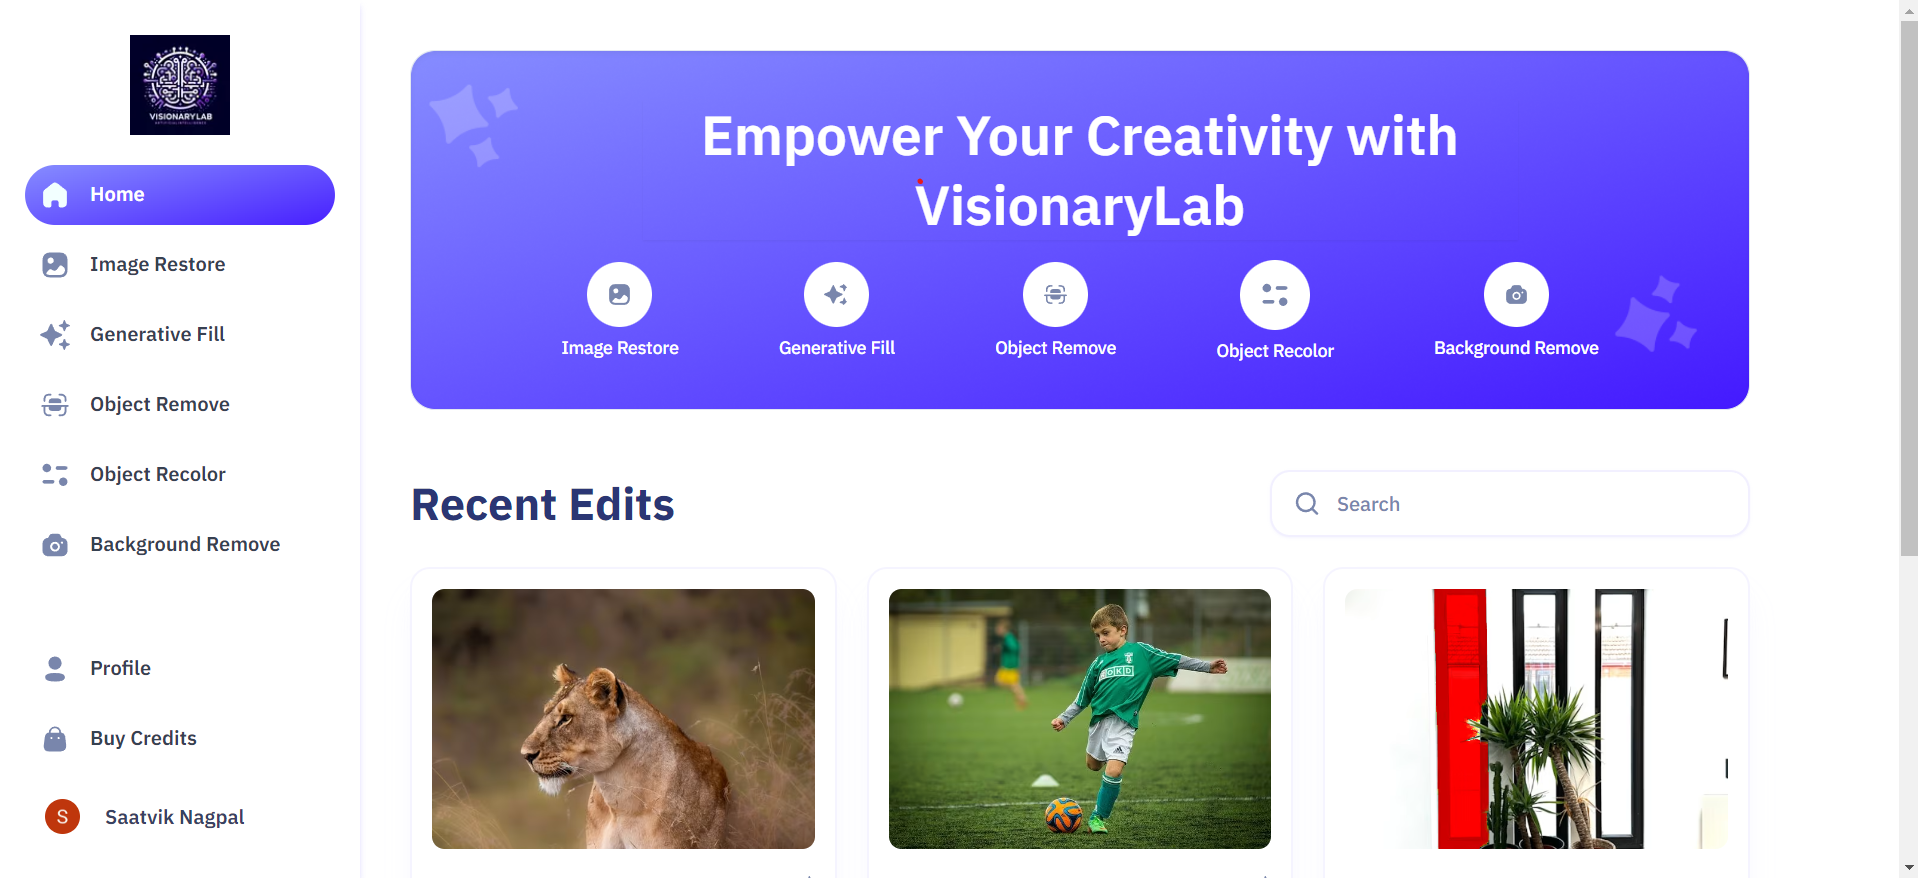 VISIONARYLAB
Home
Image Restore
Generative Fill
Object Remove
Object Recolor
Background Remove
Profile
Buy Credits
S
Saatvik Nagpal
Empower Your Creativity with
VisionaryLab
Image Restore
Generative Fill
Object Remove
Object Recolor
Background Remove
Recent Edits
Search
OKD